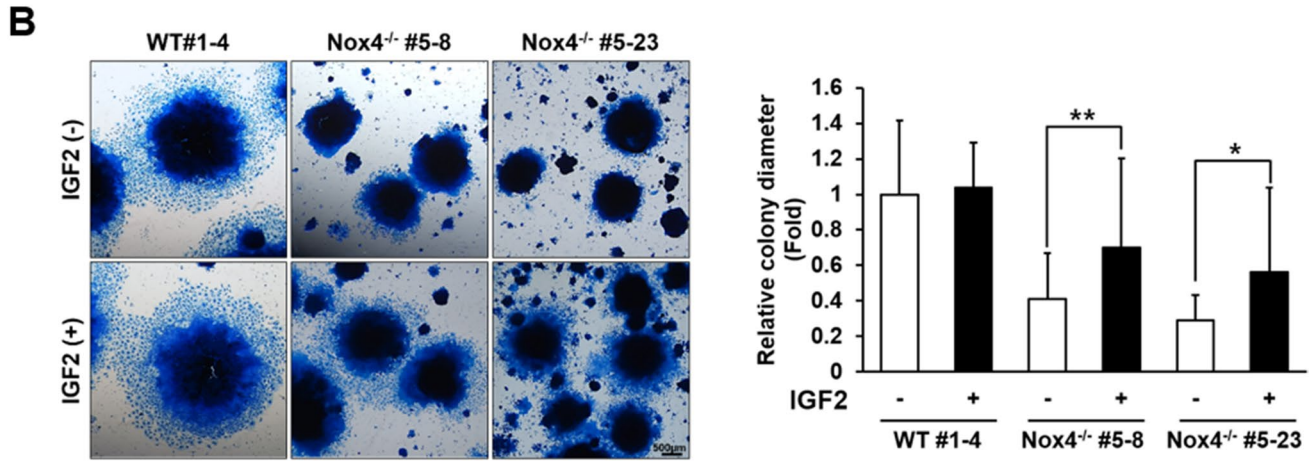 B
WT#1-4 Nox4-/- #5-8 Nox4-/- #5-23
IGF2 (-)
IGF2 (+)
500μm
Relative colony diameter
(Fold)
1.6
1.4
1.2
1
0.8
0.6
0.4
0.2
0
**
*
IGF2 - + - + - +
WT #1-4 Nox4-/- #5-8 Nox4-/- #5-23